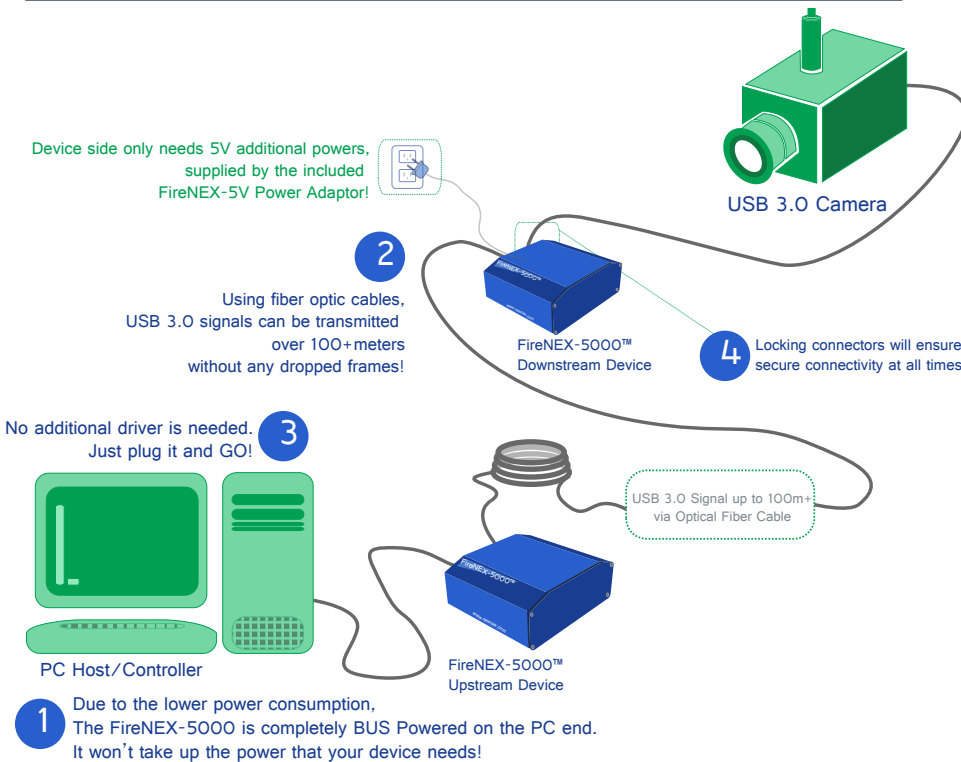 USB 3.0 Camera
Device side only needs 5V additional powers,
supplied by the included
FireNEX-5V Power Adaptor!
2
Using fiber optic cables,
USB 3.0 signals can be transmitted
over 100+meters
without any dropped frames!
FireNEX-5000™
FireNEX-5000™
Downstream Device
4
Locking connectors will ensure
secure connectivity at all times
No additional driver is needed.
Just plug it and GO!
3
USB 3.0 Signal up to 100m+
via Optical Fiber Cable
FireNEX-5000™
FireNEX-5000™
Upstream Device
PC Host/Controller
1
Due to the lower power consumption,
The FireNEX-5000 is completely BUS Powered on the PC end.
It won't take up the power that your device needs!